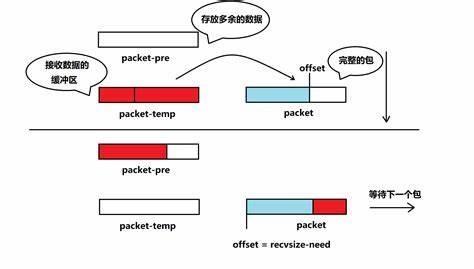 存放多余的数据
packet-pre
接收数据的
缓冲区
offset
完整的包
packet-temp
packet
packet-pre
等待下一个包
packet-temp
packet
offset = recvsize-need